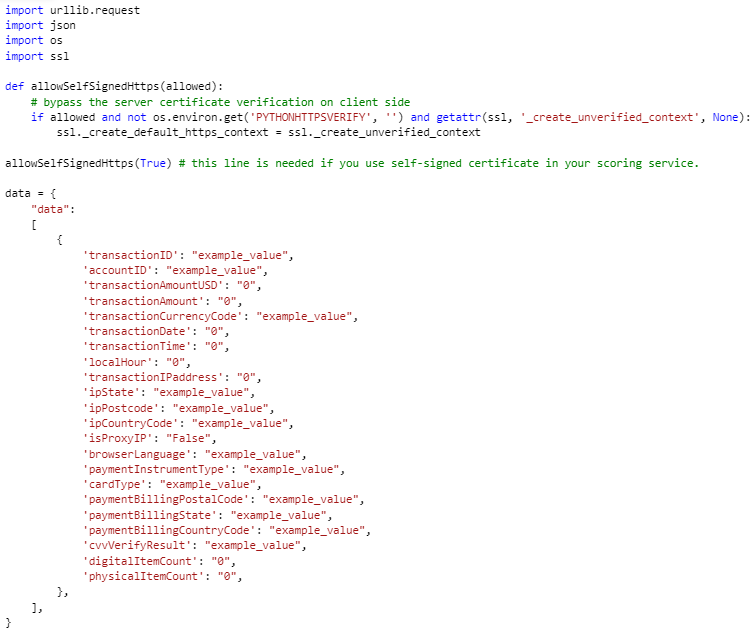 import urllib.request
import json
import os
import ssl

def allowSelfSignedHttps(allowed):
    # bypass the server certificate verification on client side
    if allowed and not os.environ.get('PYTHONHTTPSVERIFY', '') and getattr(ssl, '_create_unverified_context', None):
        ssl._create_default_https_context = ssl._create_unverified_context

allowSelfSignedHttps(True) # this line is needed if you use self-signed certificate in your scoring service.

data = {
    "data":
    [
        {
            'transactionID': "example_value",
            'accountID': "example_value",
            'transactionAmountUSD': "0",
            'transactionAmount': "0",
            'transactionCurrencyCode': "example_value",
            'transactionDate': "0",
            'transactionTime': "0",
            'localHour': "0",
            'transactionIPaddress': "0",
            'ipState': "example_value",
            'ipPostcode': "example_value",
            'ipCountryCode': "example_value",
            'isProxyIP': "False",
            'browserLanguage': "example_value",
            'paymentInstrumentType': "example_value",
            'cardType': "example_value",
            'paymentBillingPostalCode': "example_value",
            'paymentBillingState': "example_value",
            'paymentBillingCountryCode': "example_value",
            'cvvVerifyResult': "example_value",
            'digitalItemCount': "0",
            'physicalItemCount': "0",
        },
    ],
}